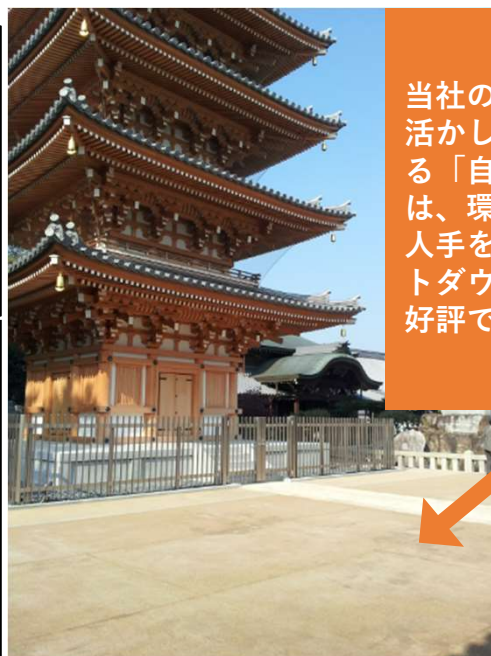 当社の
活かし
る「自
は、環
人手を
トダウ
好評で